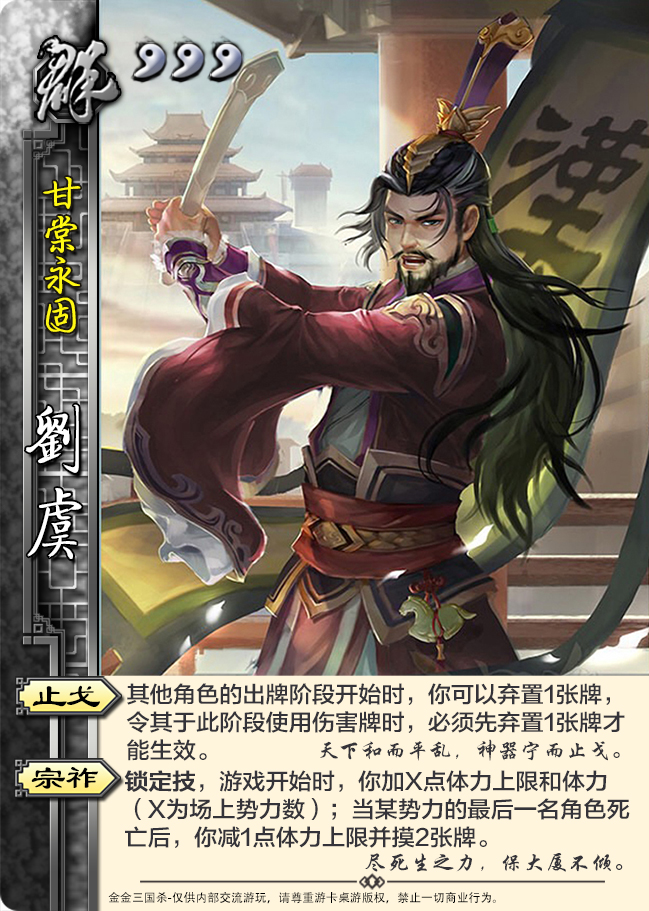 群
甘棠永固
劉虞
漢
止戈
其他角色的出牌阶段开始时，你可以弃置1张牌，
令其于此阶段使用伤害牌时，必须先弃置1张牌才
能生效。
天下和而平乱，神器宁而止戈。
宗祚
锁定技，游戏开始时，你加X点体力上限和体力
（X为场上势力数）；当某势力的最后一名角色死
亡后，你减1点体力上限并摸2张牌。
尽死生之力，保大厦不倾。
金金三国杀-仅供内部交流游玩，请尊重游卡桌游版权，禁止一切商业行为。